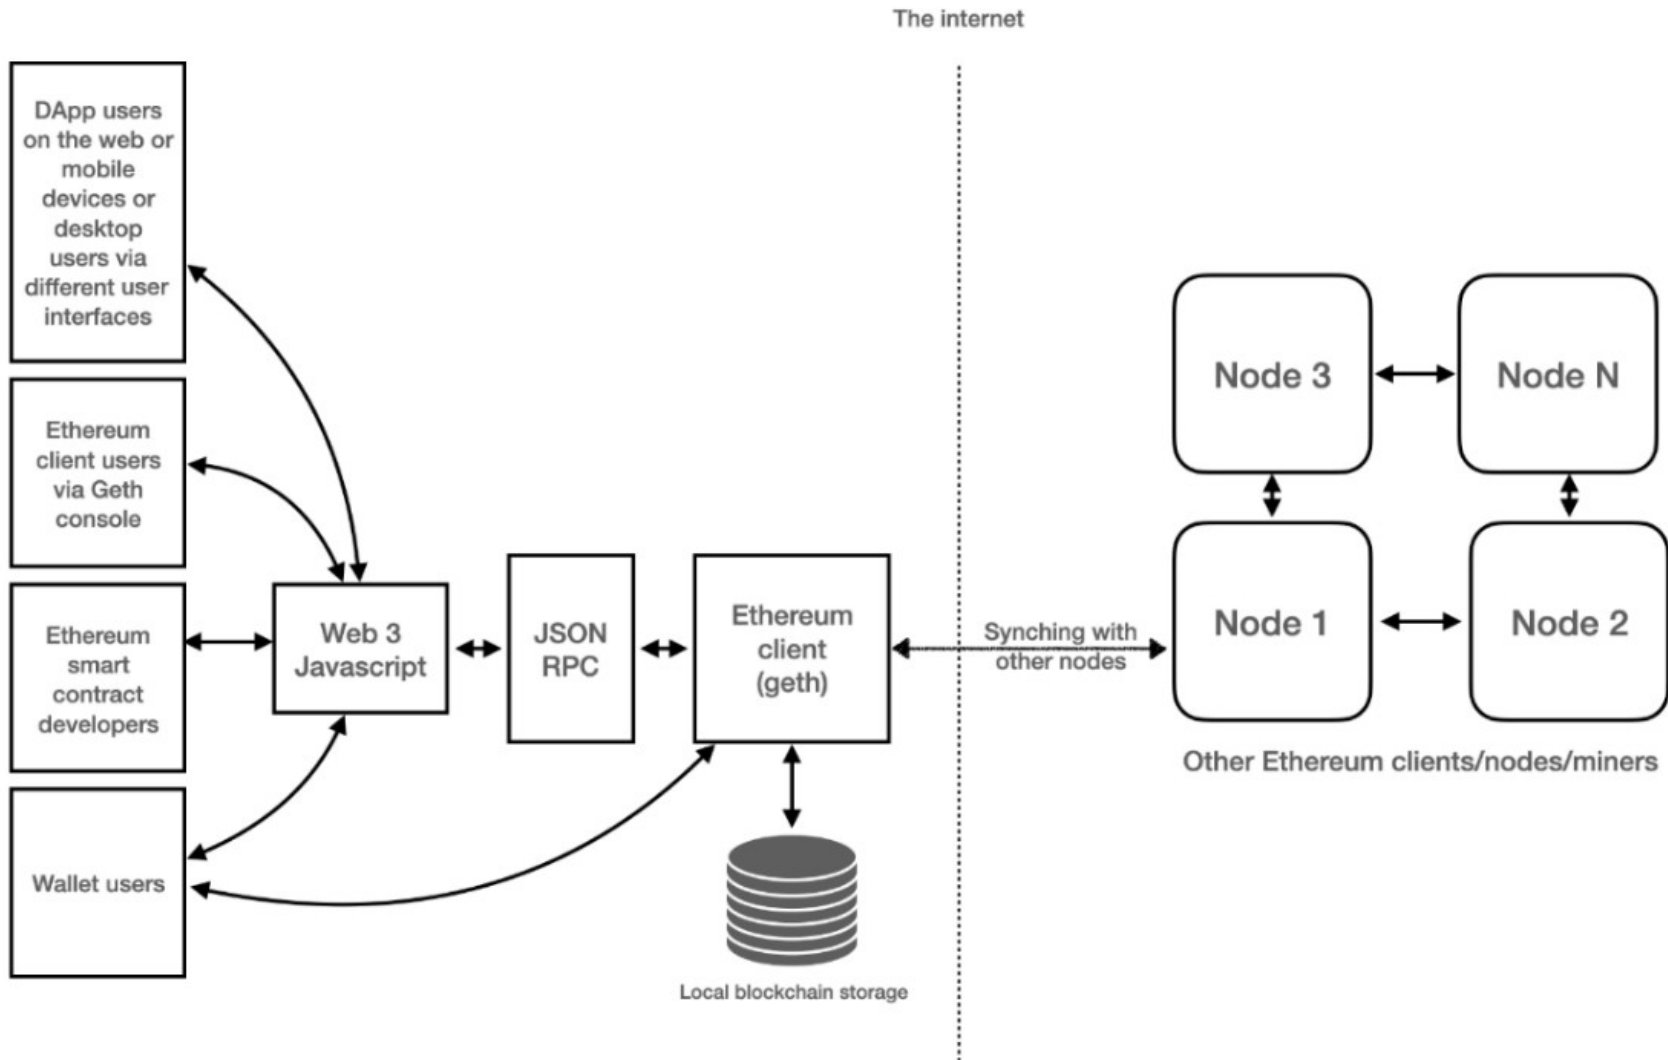 The internet
DApp users
on the web or
mobile
devices or
desktop
users via
different user
interfaces
Ethereum
client users
via Geth
console
Ethereum
smart
contract
developers
Wallet users
Web 3
Javascript
JSON
RPC
Ethereum
client
(geth)
Local blockchain storage
Synching with
other nodes
Node 3
Node N
Node 1
Node 2
Other Ethereum clients/nodes/miners